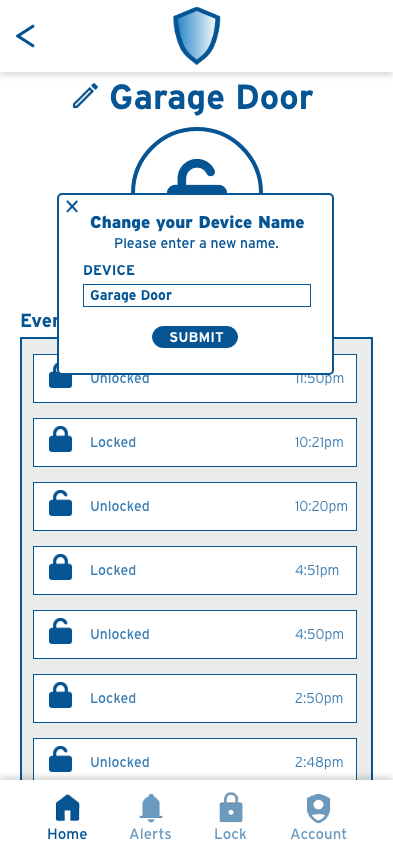 Garage Door
Change your Device Name
Please enter a new name.
DEVICE
Garage Door
SUBMIT
Unlocked 11:50pm
Locked 10:21pm
Unlocked 10:20pm
Locked 4:51pm
Unlocked 4:50pm
Locked 2:50pm
Unlocked 2:48pm
Home Alerts Lock Account